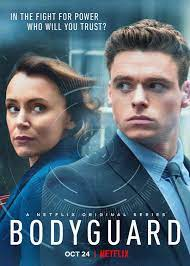 IN THE FIGHT FOR POWER
WHO WILL YOU TRUST?
A NETFLIX ORIGINAL SERIES
BODYGUARD
OCT 24 | NETFLIX